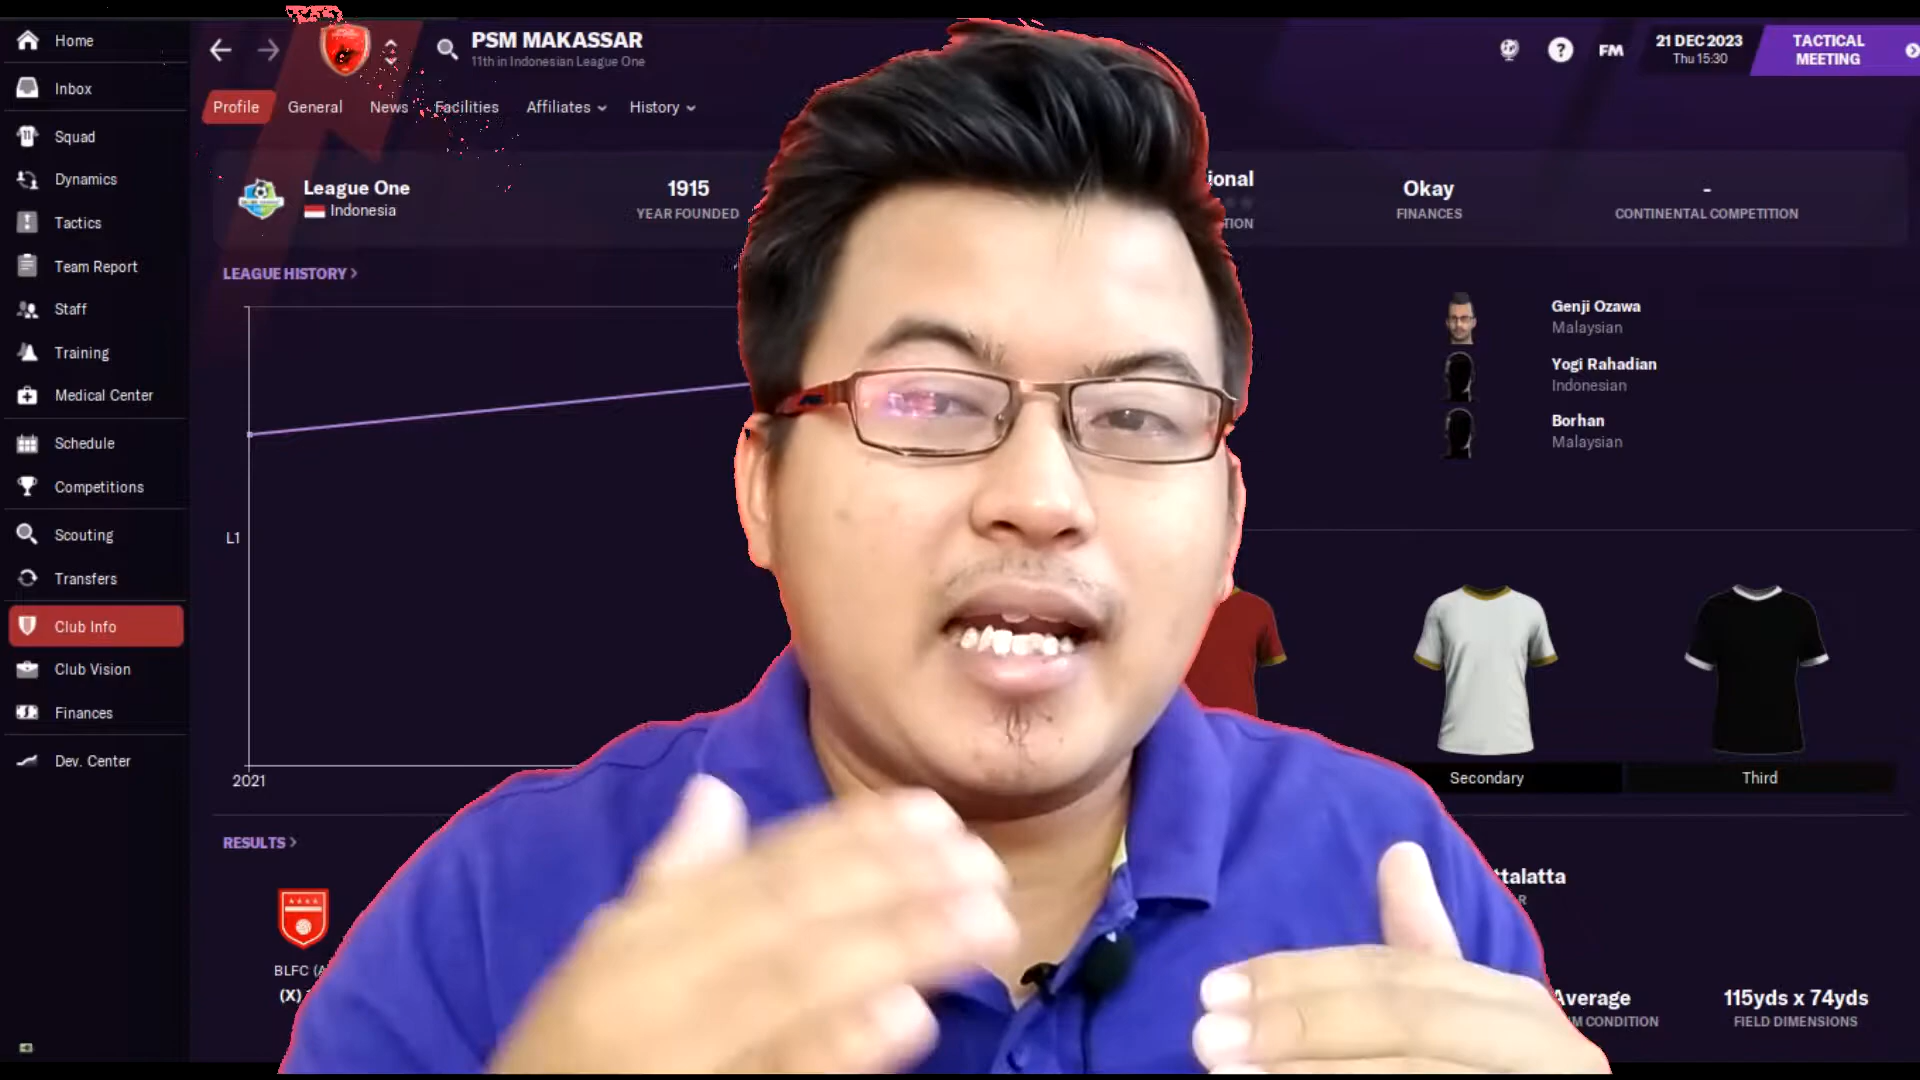 Home
Inbox
Squad
Dynamics
Tactics
Team Report
Staff
Training
Medical Center
Schedule
Competitions
Scouting
Transfers
Club Info
Club Vision
Finances
Dev. Center
PSM MAKASSAR
11th in Indonesian League One
FM
21 DEC 2023
Thu 15:30
TACTICAL
MEETING
Profile
General
News
Facilities
Affiliates
History
League One
Indonesia
1915
YEAR FOUNDED
ional
TION
Okay
FINANCES
-
CONTINENTAL COMPETITION
LEAGUE HISTORY >
L1
2021
Genji Ozawa
Malaysian
Yogi Rahadian
Indonesian
Borhan
Malaysian
Secondary
Third
RESULTS >
BLFC (A
(X)
ttalatta
R
Average
M CONDITION
115yds x 74yds
FIELD DIMENSIONS